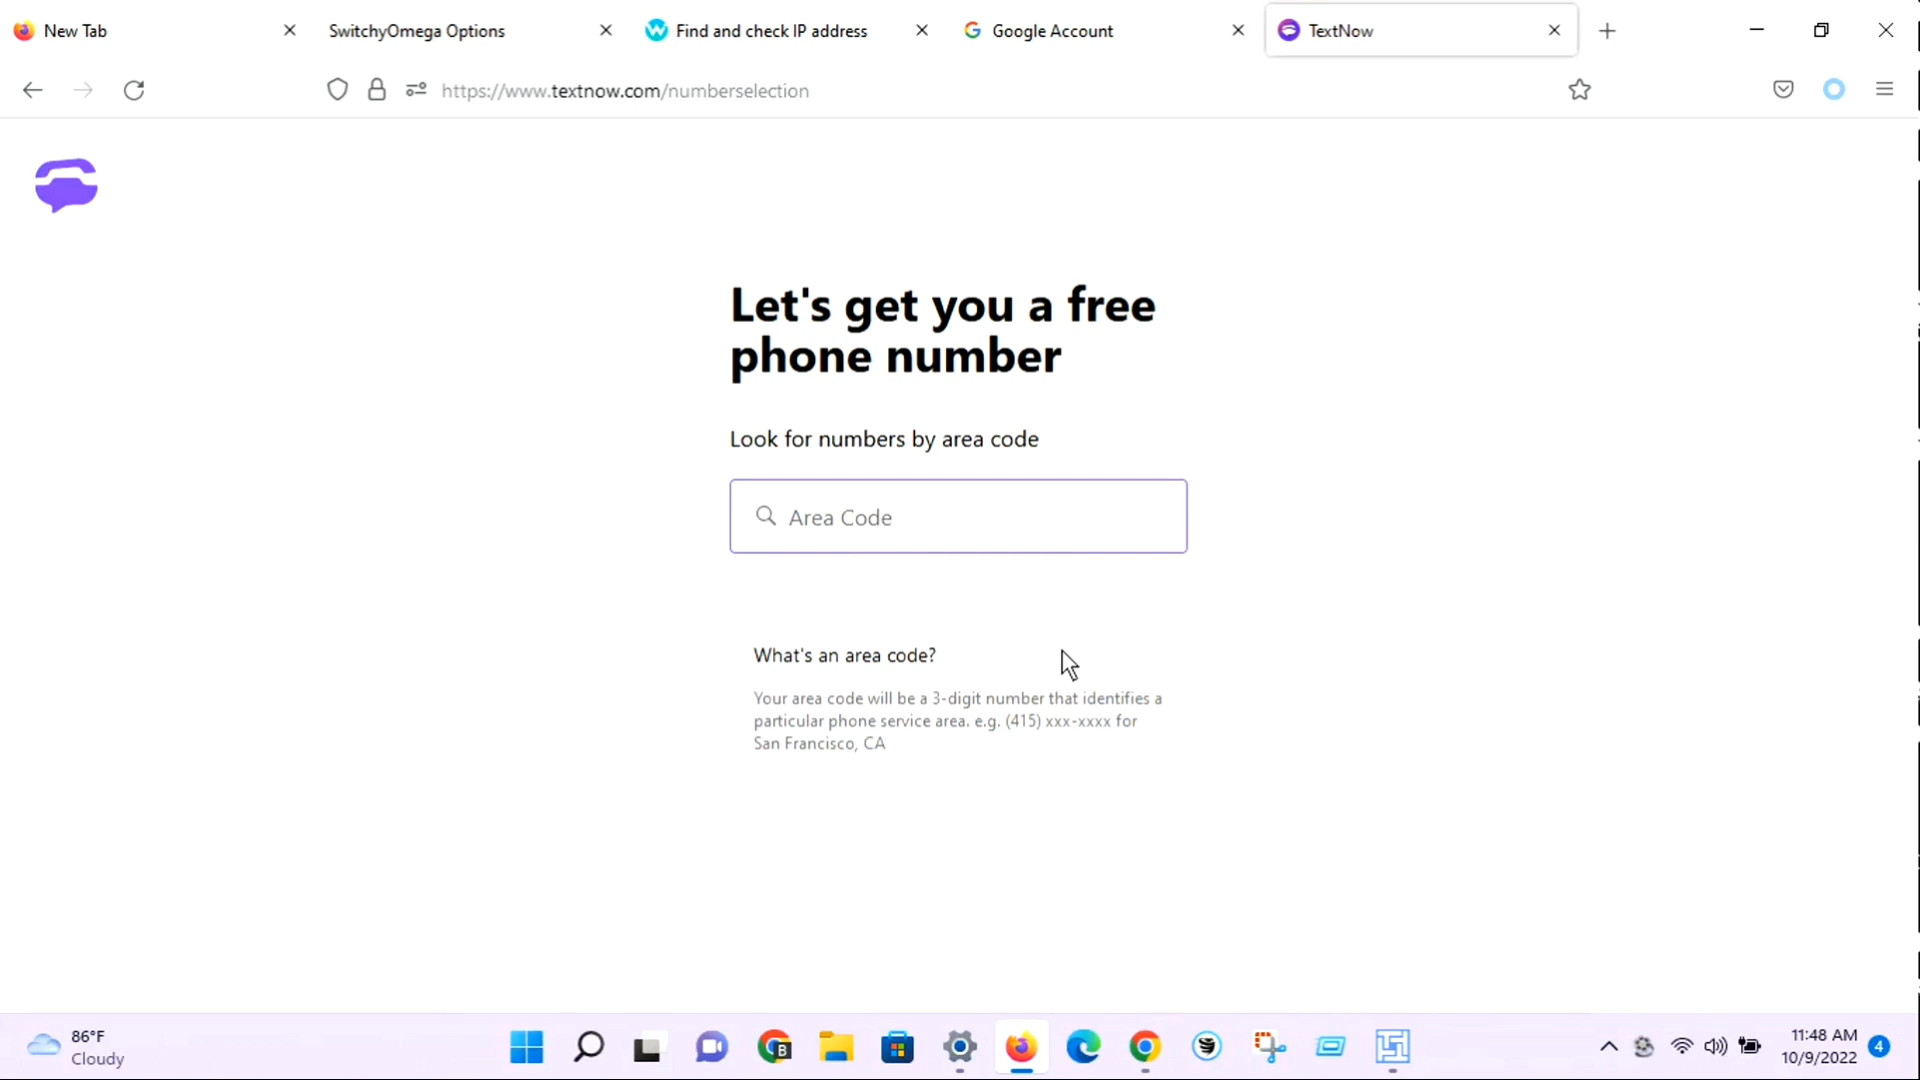 New Tab
SwitchyOmega Options
Find and check IP address
Google Account
TextNow
https://www.textnow.com/numberselection
Let's get you a free
phone number
Look for numbers by area code
Area Code
What's an area code?
Your area code will be a 3-digit number that identifies a
particular phone service area. e.g. (415) xxx-xxxx for
San Francisco, CA
86°F
Cloudy
B
11:48 AM
10/9/2022
4